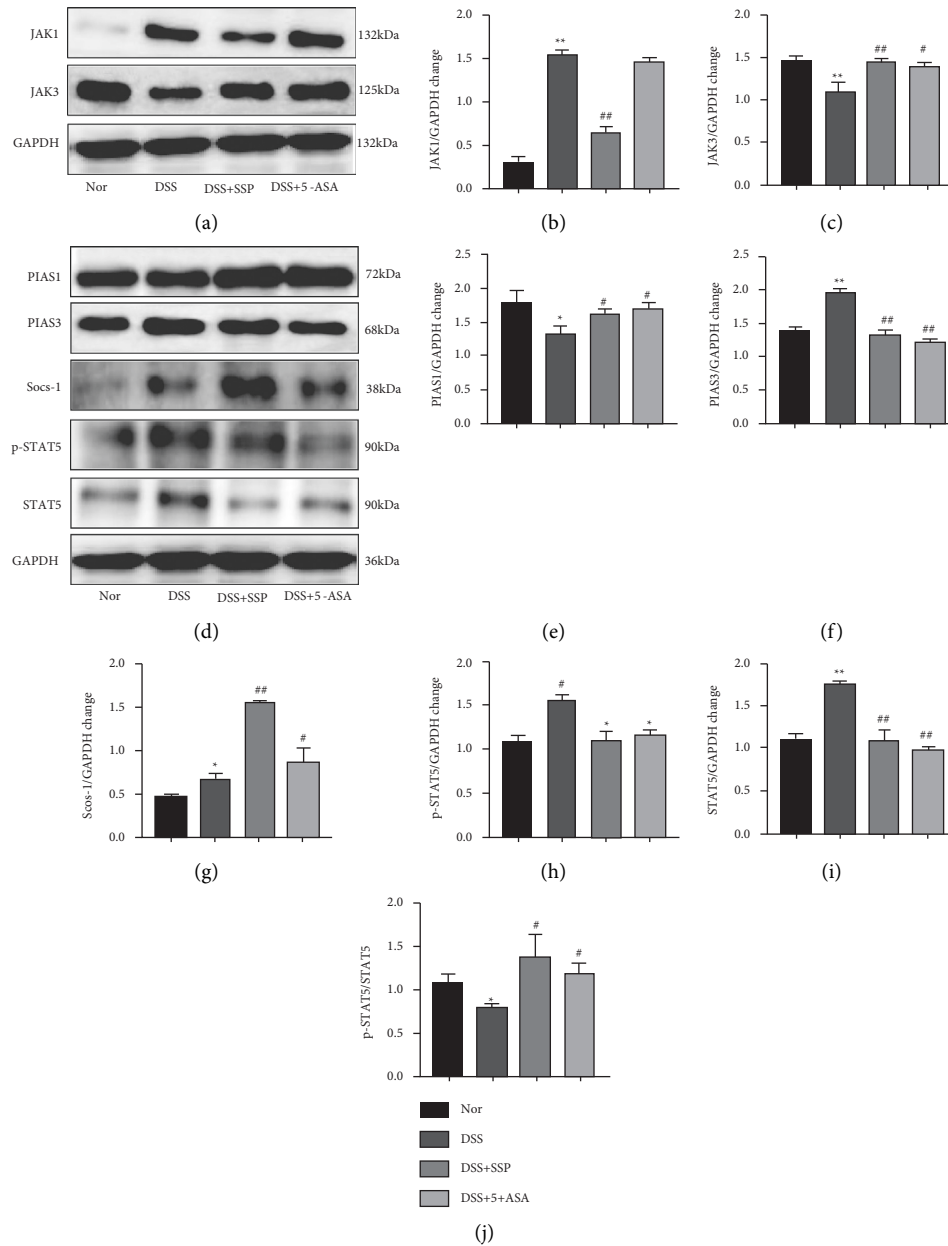 JAK1
132kDa
JAK3
125kDa
GAPDH
132kDa
Nor DSS DSS+SSP DSS+5 -ASA
(a)
JAK1/GAPDH change
2.0
1.5
1.0
0.5
0.0
**
##
(b)
JAK3/GAPDH change
2.0
1.5
1.0
0.5
0.0
**
##
#
(c)
PIAS1
72kDa
PIAS3
68kDa
Socs-1
38kDa
p-STAT5
90kDa
STAT5
90kDa
GAPDH
36kDa
Nor DSS DSS+SSP DSS+5 -ASA
(d)
PIAS1/GAPDH change
2.5
2.0
1.5
1.0
0.5
0.0
*
#
#
(e)
PIAS3/GAPDH change
2.5
2.0
1.5
1.0
0.5
0.0
**
##
##
(f)
Scos-1/GAPDH change
2.0
1.5
1.0
0.5
0.0
*
##
#
(g)
p-STAT5/GAPDH change
2.0
1.5
1.0
0.5
0.0
#
*
*
(h)
STAT5/GAPDH change
2.0
1.5
1.0
0.5
0.0
**
##
##
(i)
p-STAT5/STAT5
2.0
1.5
1.0
0.5
0.0
*
#
#
Nor
DSS
DSS+SSP
DSS+5+ASA
(j)